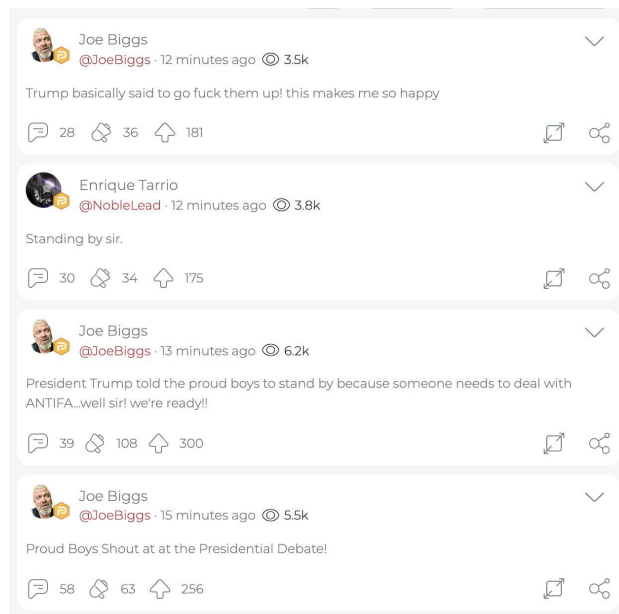 Joe Biggs
@JoeBiggs · 12 minutes ago 3.5k
Trump basically said to go fuck them up! this makes me so happy
28 36 181
Enrique Tarrio
@NobleLead · 12 minutes ago 3.8k
Standing by sir.
30 34 175
Joe Biggs
@JoeBiggs · 13 minutes ago 6.2k
President Trump told the proud boys to stand by because someone needs to deal with
ANTIFA...well sir! we're ready!!
39 108 300
Joe Biggs
@JoeBiggs · 15 minutes ago 5.5k
Proud Boys Shout at at the Presidential Debate!
58 63 256